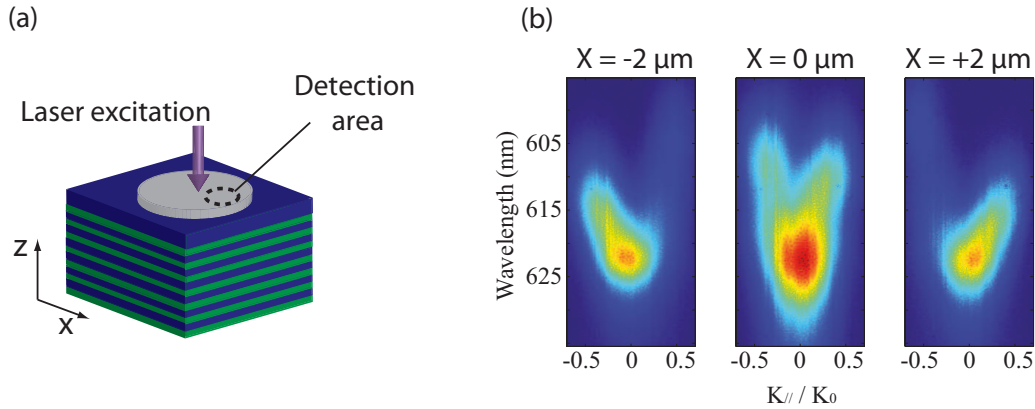 (a)
Laser excitation
Detection
area
Z
X
(b)
X = -2 µm
X = 0 µm
X = +2 µm
Wavelength (nm)
605
615
625
-0.5
0
0.5
-0.5
0
0.5
-0.5
0
0.5
K// / K0